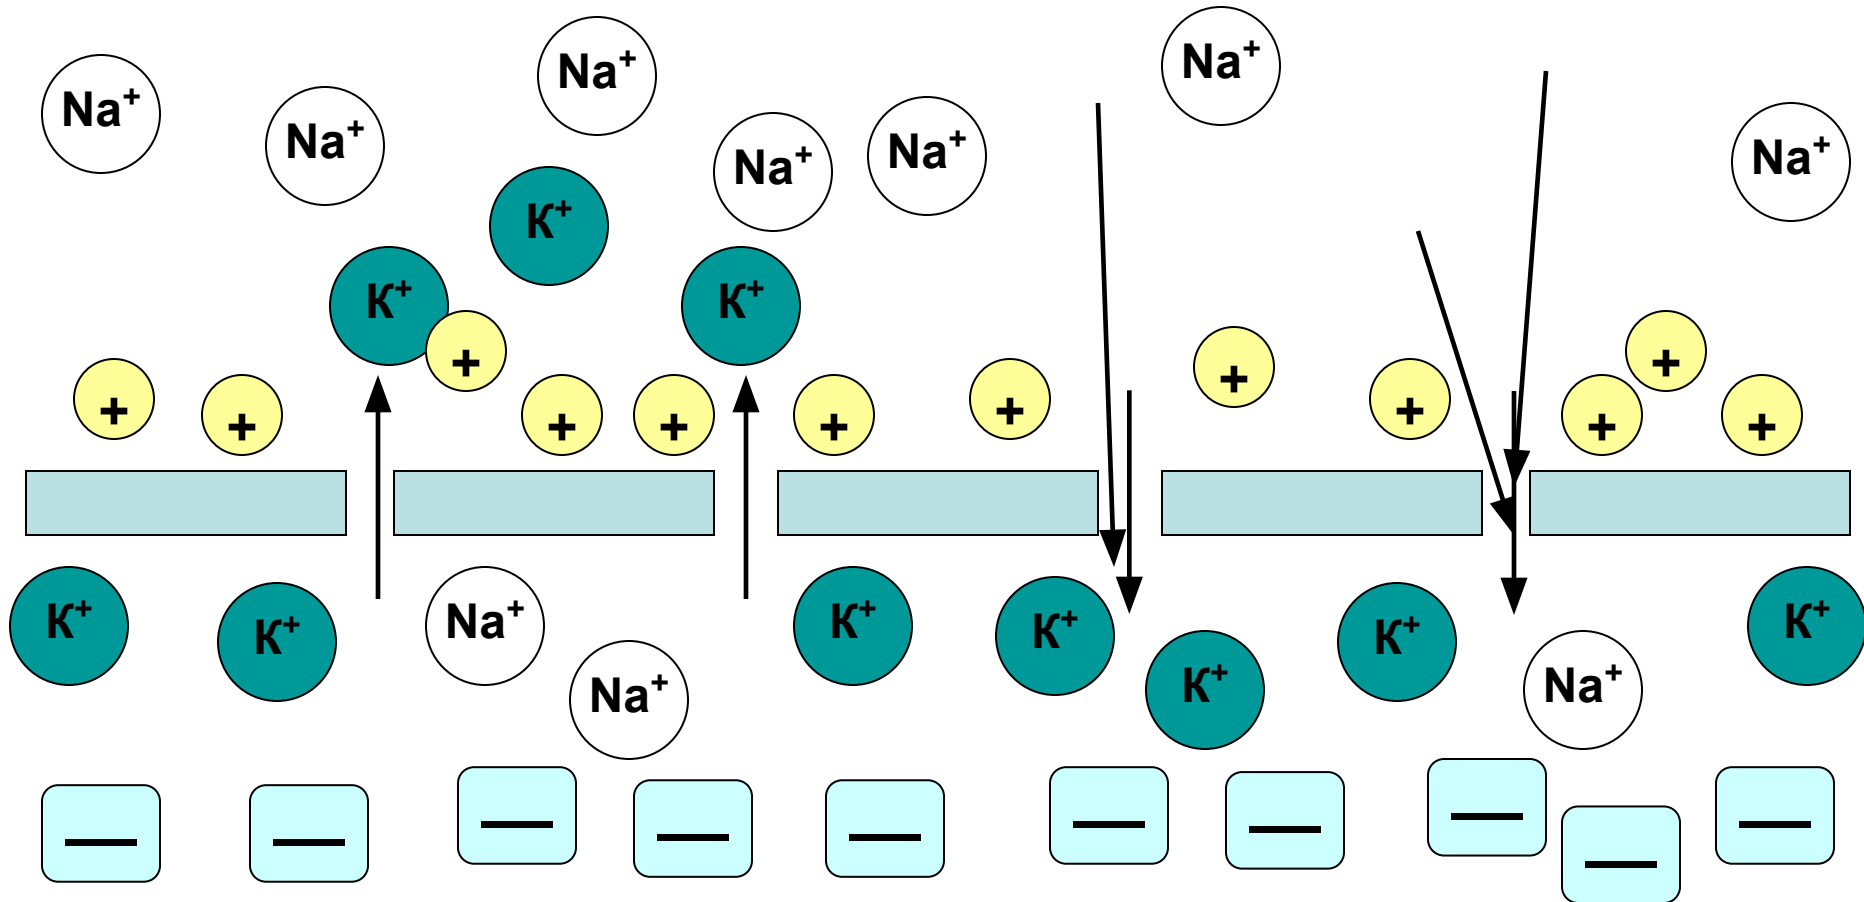 Na⁺
Na⁺
Na⁺
Na⁺
Na⁺
Na⁺
Na⁺
K⁺
K⁺
K⁺
+
+
+
+
+
+
+
+
+
+
+
+
K⁺
K⁺
Na⁺
Na⁺
K⁺
K⁺
K⁺
K⁺
Na⁺
K⁺
—
—
—
—
—
—
—
—
—
—